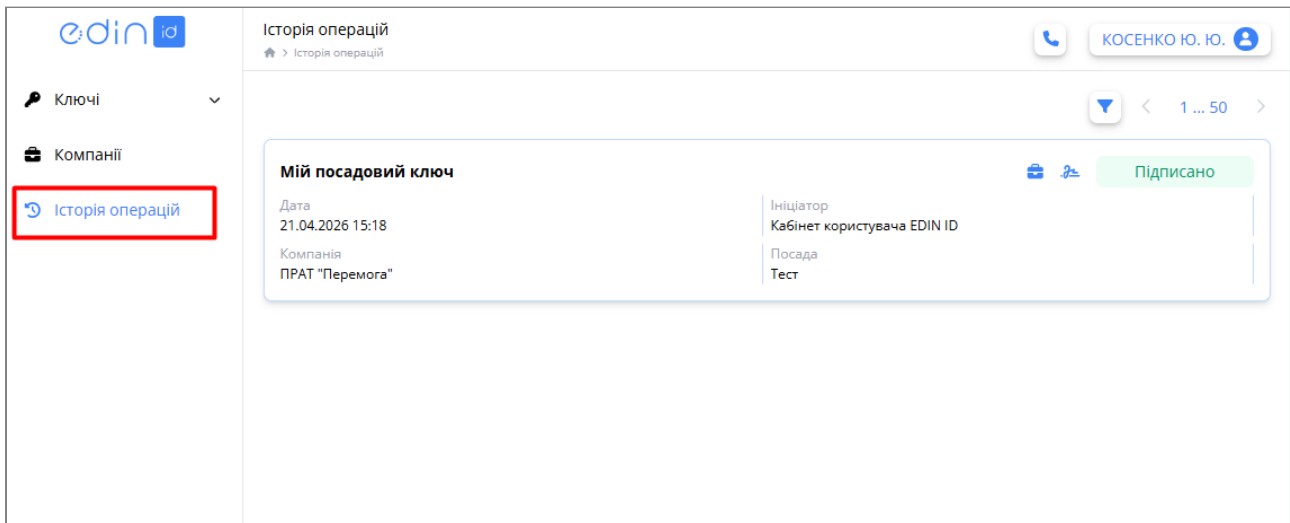 edin id
Ключі
Компанії
Історія операцій
Історія операцій
Історія операцій
КОСЕНКО Ю. Ю.
1 ... 50
Мій посадовий ключ
Підписано
Дата
21.04.2026 15:18
Ініціатор
Кабінет користувача EDIN ID
Компанія
ПРАТ "Перемога"
Посада
Тест